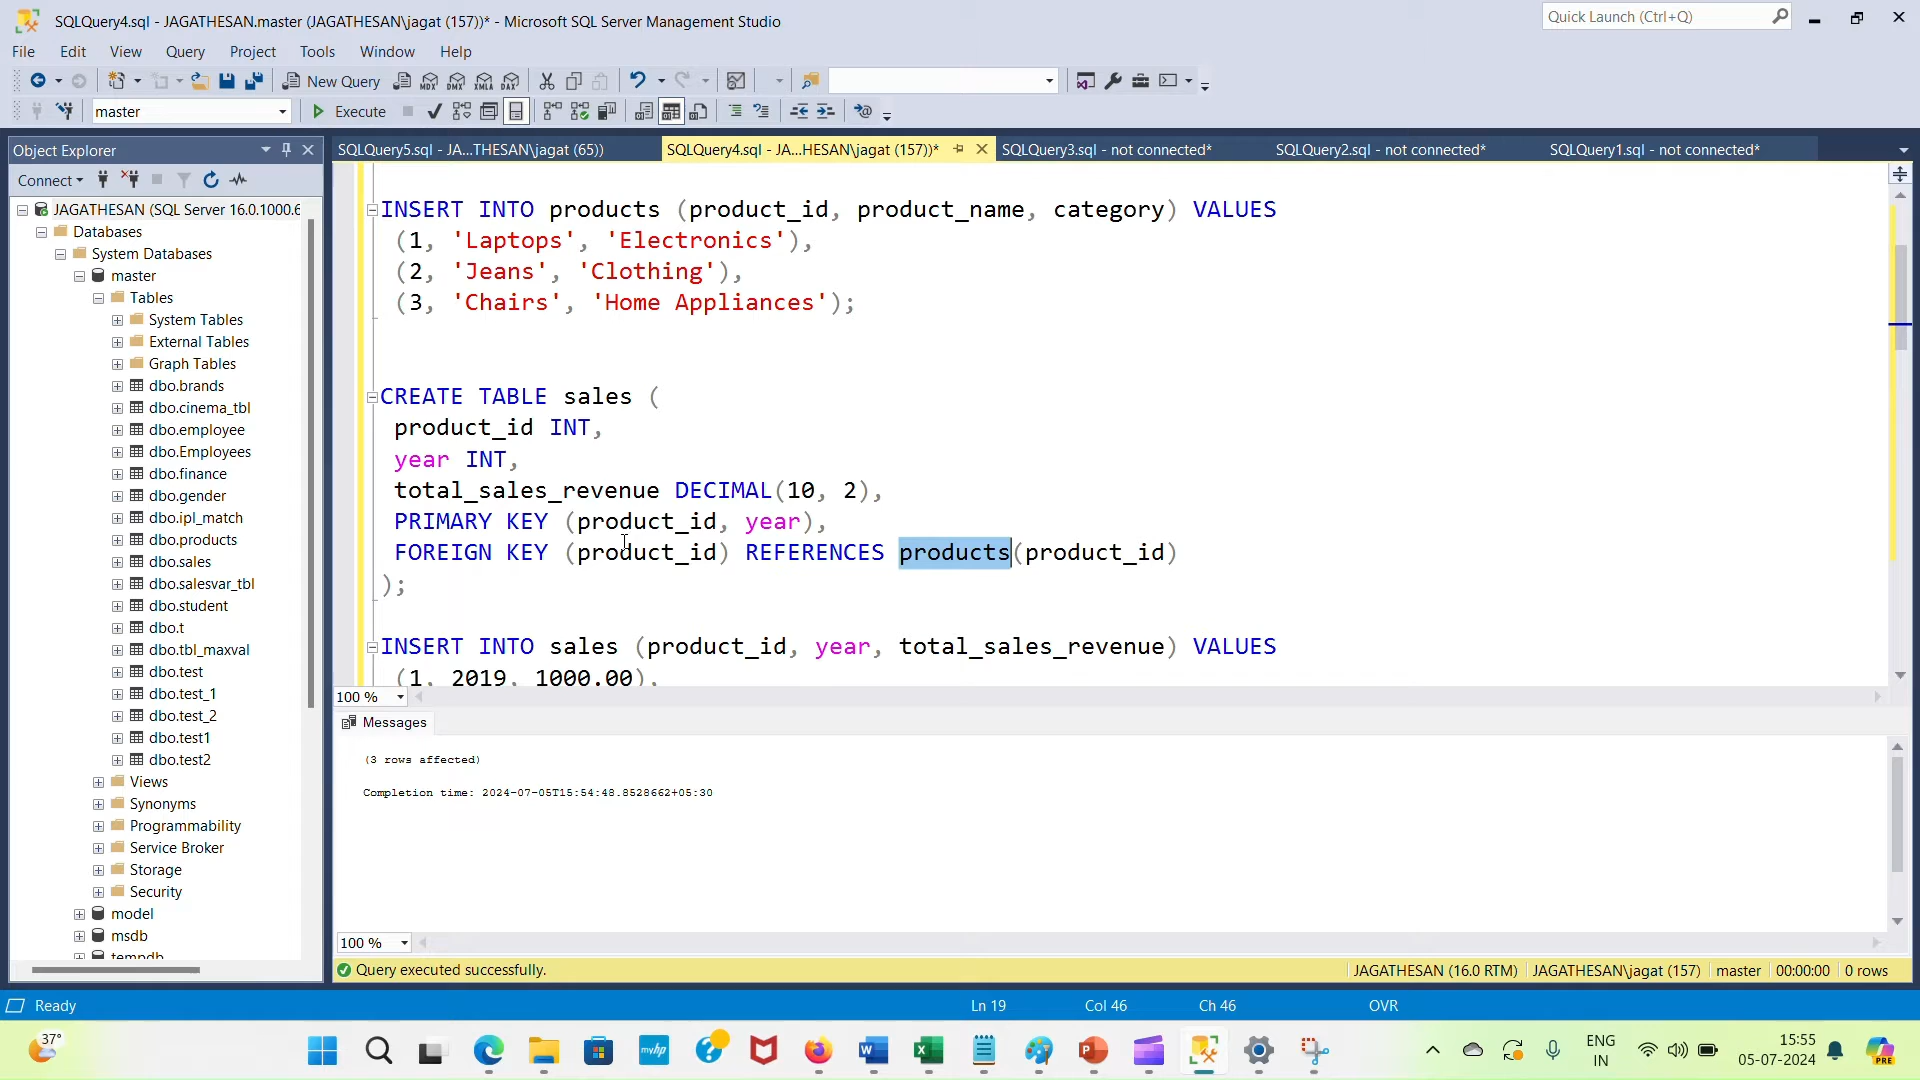 SQLQuery4.sql - JAGATHESAN.master (JAGATHESAN\jagat (157))* - Microsoft SQL Server Management Studio
Quick Launch (Ctrl+Q)
File Edit View Query Project Tools Window Help
New Query MDX DMX XMLA DAX
master Execute
Object Explorer
SQLQuery5.sql - JA...THESAN\jagat (65))
SQLQuery4.sql - JA...HESAN\jagat (157))*
SQLQuery3.sql - not connected*
SQLQuery2.sql - not connected*
SQLQuery1.sql - not connected*
Connect
JAGATHESAN (SQL Server 16.0.1000.6
Databases
System Databases
master
Tables
System Tables
External Tables
Graph Tables
dbo.brands
dbo.cinema_tbl
dbo.employee
dbo.Employees
dbo.finance
dbo.gender
dbo.ipl_match
dbo.products
dbo.sales
dbo.salesvar_tbl
dbo.student
dbo.t
dbo.tbl_maxval
dbo.test
dbo.test_1
dbo.test_2
dbo.test1
dbo.test2
Views
Synonyms
Programmability
Service Broker
Storage
Security
model
msdb
tempdb
INSERT INTO products (product_id, product_name, category) VALUES
(1, 'Laptops', 'Electronics'),
(2, 'Jeans', 'Clothing'),
(3, 'Chairs', 'Home Appliances');
CREATE TABLE sales (
product_id INT,
year INT,
total_sales_revenue DECIMAL(10, 2),
PRIMARY KEY (product_id, year),
FOREIGN KEY (product_id) REFERENCES products(product_id)
);
INSERT INTO sales (product_id, year, total_sales_revenue) VALUES
(1, 2019, 1000.00),
100 %
Messages
(3 rows affected)
Completion time: 2024-07-05T15:54:48.8528662+05:30
100 %
Query executed successfully.
JAGATHESAN (16.0 RTM) JAGATHESAN\jagat (157) master 00:00:00 0 rows
Ready Ln 19 Col 46 Ch 46 OVR
37°
myhp
W
X
P
ENG
IN
15:55
05-07-2024
PRE